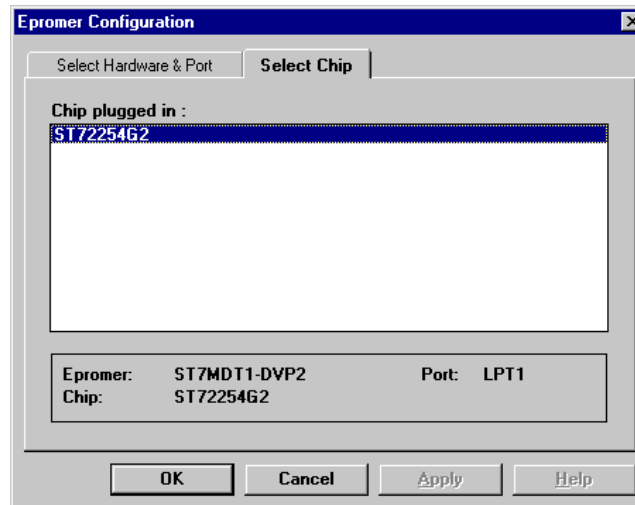 Epromer Configuration
Select Hardware & Port Select Chip
Chip plugged in :
ST72254G2
Epromer: ST7MDT1-DVP2 Port: LPT1
Chip: ST72254G2
OK Cancel Apply Help